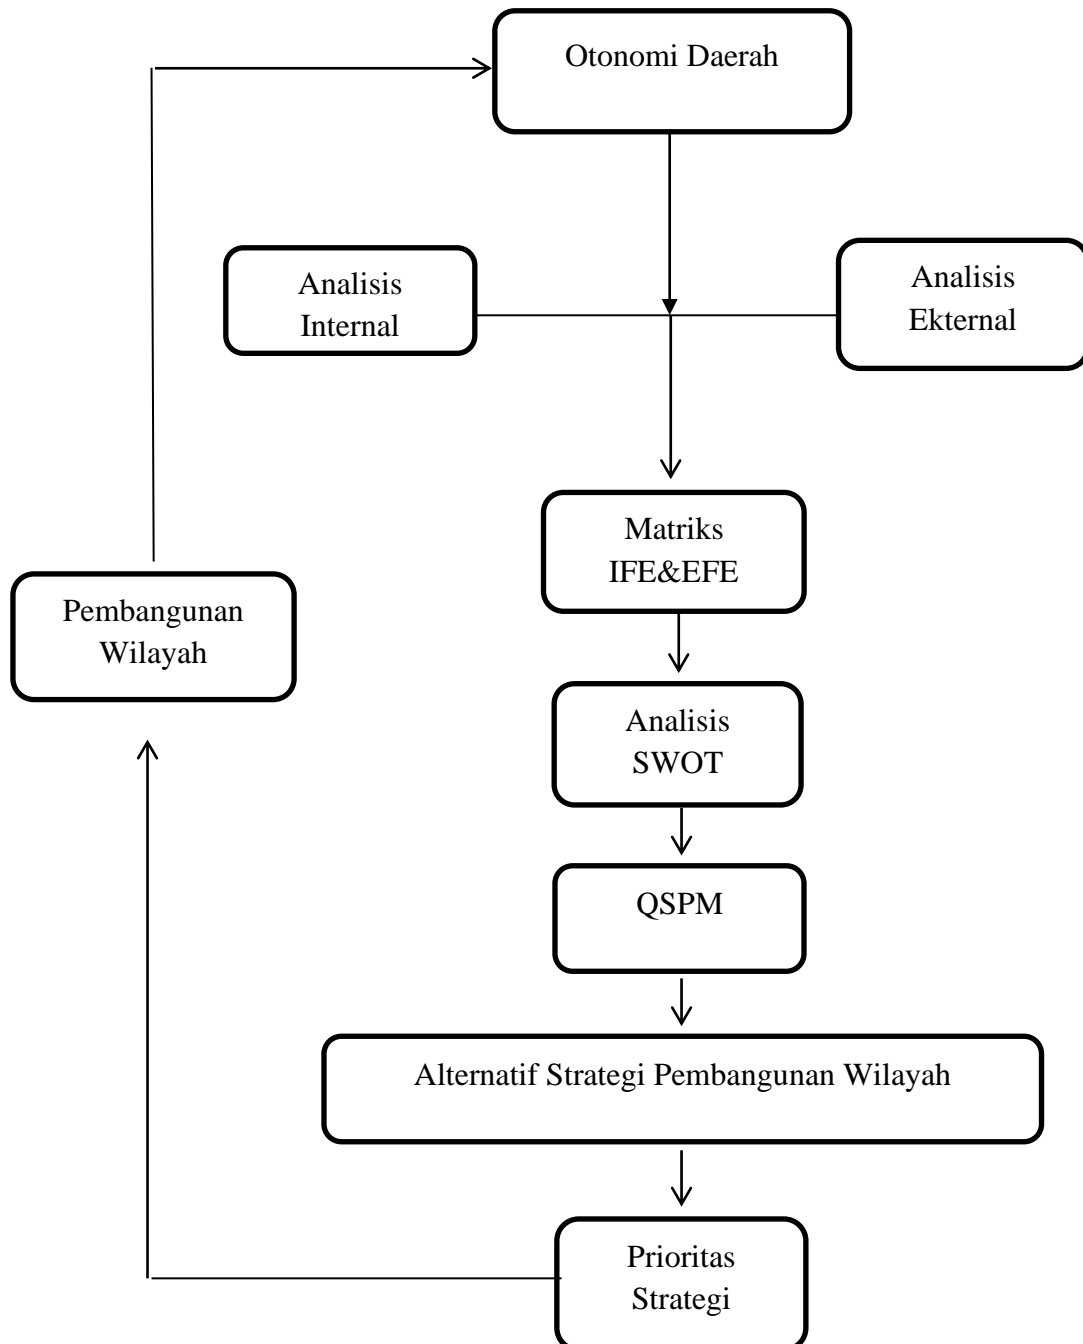 Otonomi Daerah
Analisis
Internal
Analisis
Ekternal
Matriks
IFE&EFE
Pembangunan
Wilayah
Analisis
SWOT
QSPM
Alternatif Strategi Pembangunan Wilayah
Prioritas
Strategi